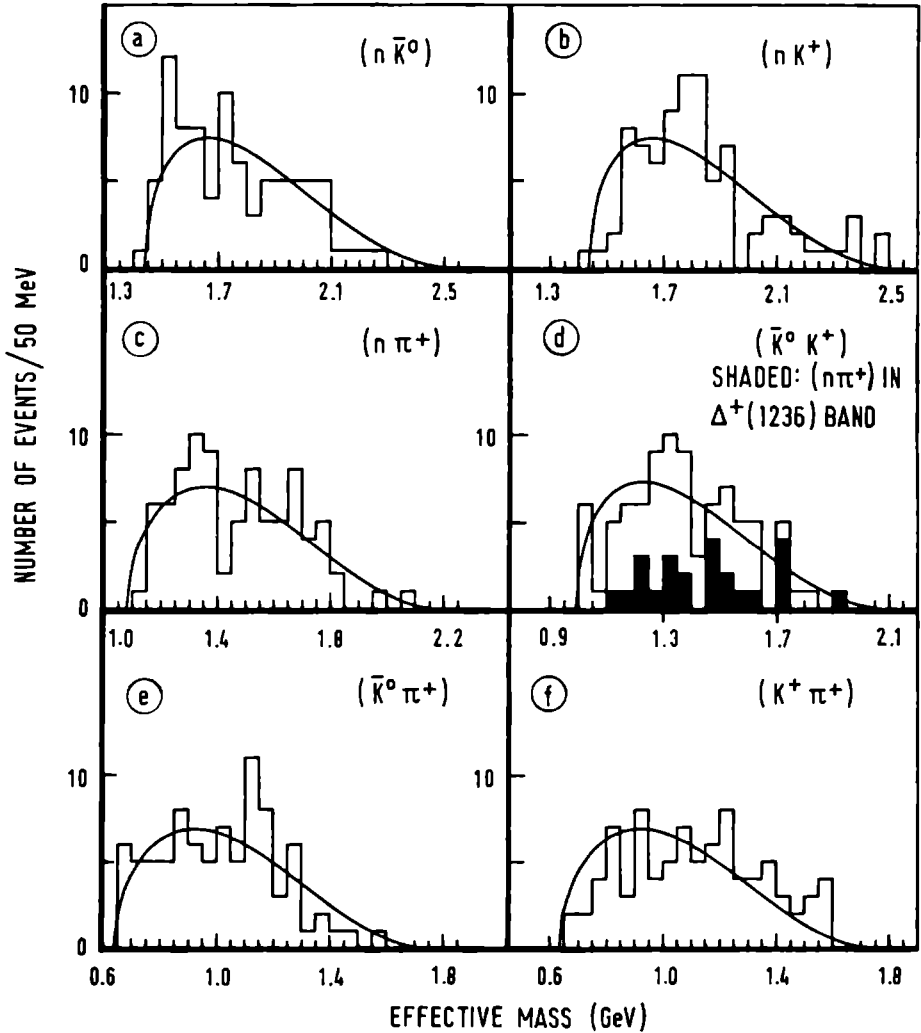 NUMBER OF EVENTS/50 MeV
a
(n K̄⁰)
10
0
1.3 1.7 2.1 2.5
b
(n K⁺)
10
1.3 1.7 2.1 2.5
c
(n π⁺)
10
0
1.0 1.4 1.8 2.2
d
(K̄⁰ K⁺)
SHADED: (nπ⁺) IN
Δ⁺(1236) BAND
10
0.9 1.3 1.7 2.1
e
(K̄⁰ π⁺)
10
0
0.6 1.0 1.4 1.8
f
(K⁺ π⁺)
10
0.6 1.0 1.4 1.8
EFFECTIVE MASS (GeV)